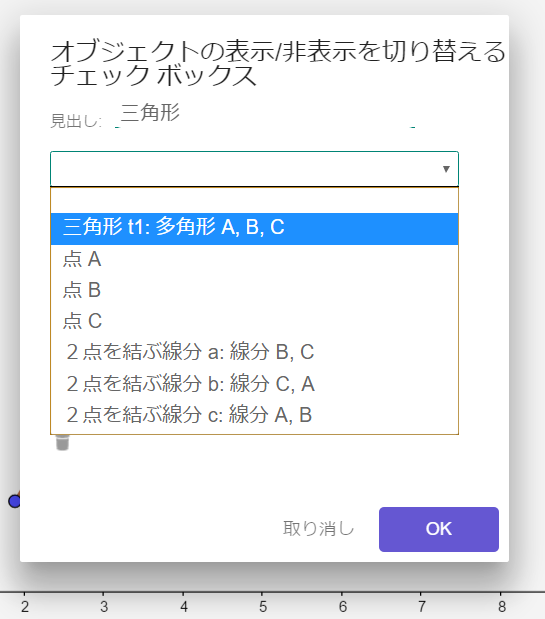 オブジェクトの表示/非表示を切り替える
チェック ボックス
見出し: 三角形
三角形 t1: 多角形 A, B, C
点 A
点 B
点 C
２点を結ぶ線分 a: 線分 B, C
２点を結ぶ線分 b: 線分 C, A
２点を結ぶ線分 c: 線分 A, B
取り消し OK
2 3 4 5 6 7 8